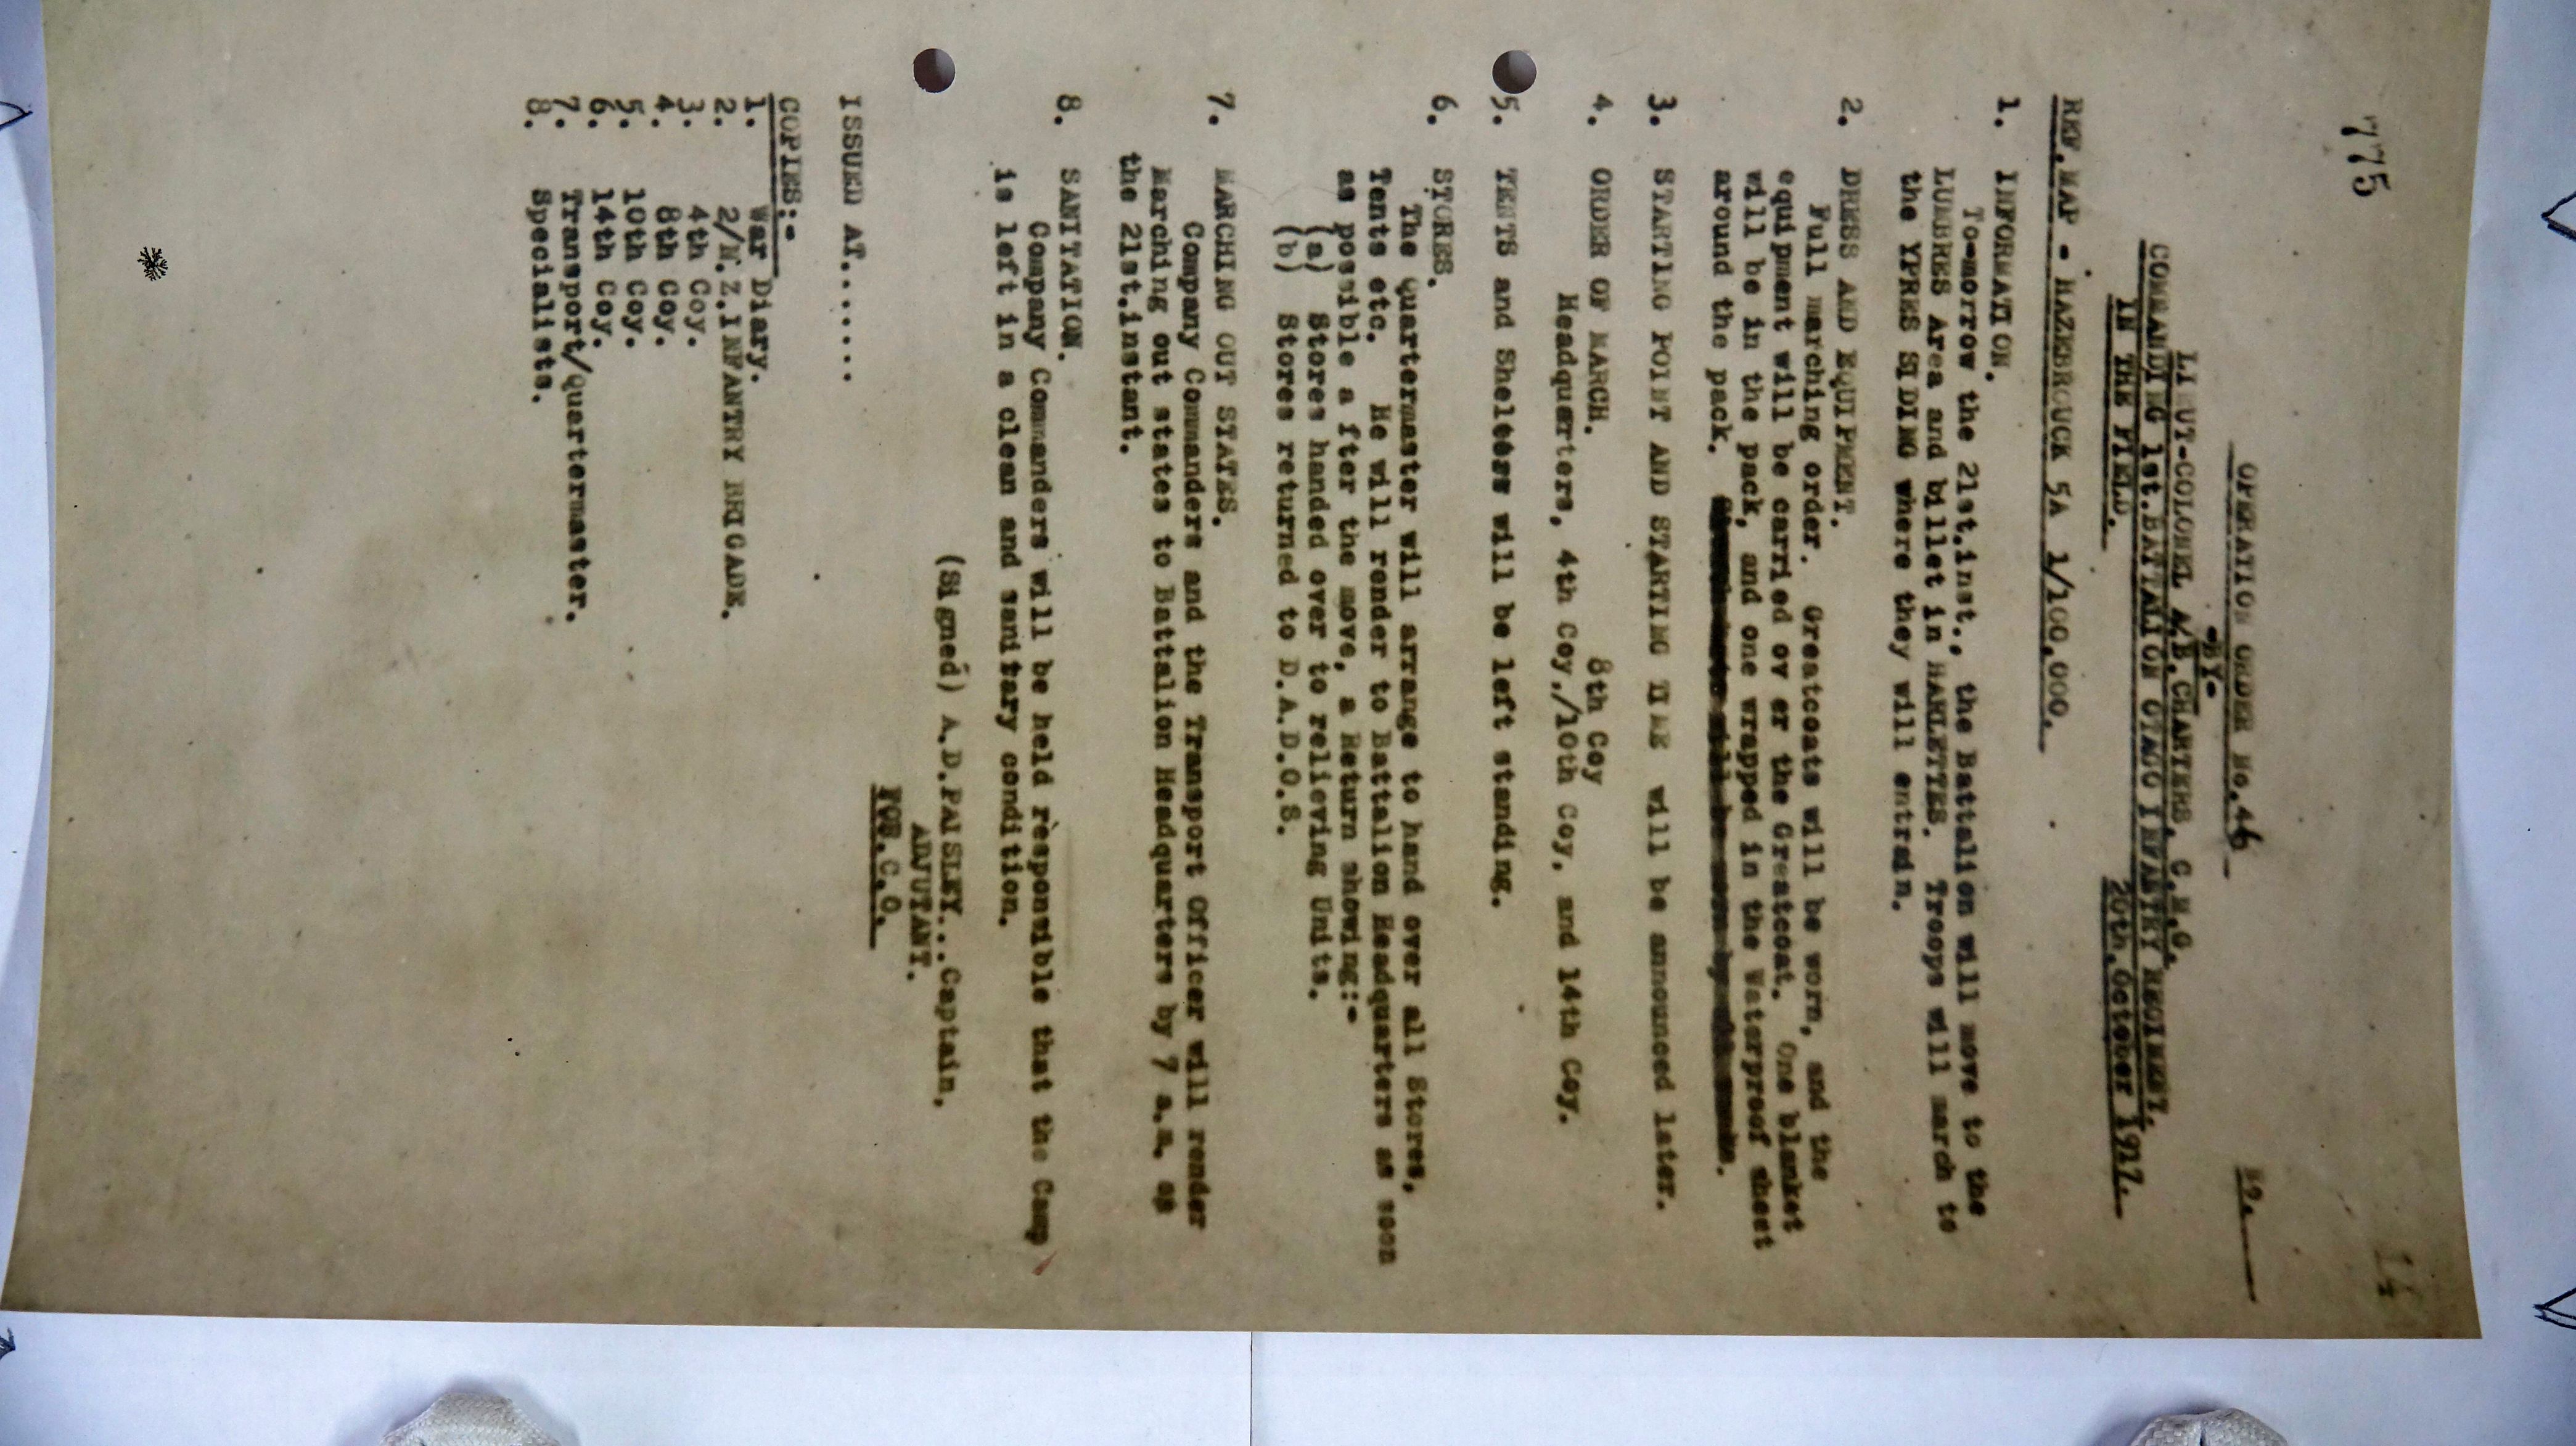 775
14
OPERATION ORDER No.46
-BY-
LIEUT-COLONEL A.B.CHARTERS, C.M.G.
COMMANDING 1st.BATTALION OTAGO INFANTRY REGIMENT.
IN THE FIELD. 20th.October 1917.
REF.MAP - HAZEBROUCK 5A 1/100,000.
1. INFORMATION.
To-morrow the 21st.inst., the Battalion will move to the
LUMBRES Area and billet in HARLETTES. Troops will march to
the YPRES SIDING where they will entrain.
2. DRESS AND EQUIPMENT.
Full marching order. Greatcoats will be worn, and the
equipment will be carried ov er the Greatcoat. One blanket
will be in the pack, and one wrapped in the Waterproof sheet
around the pack.
3. STARTING POINT AND STARTING TIME will be announced later.
4. ORDER OF MARCH.
8th Coy
Headquarters, 4th Coy./10th Coy, and 14th Coy.
5. TENTS and Shelters will be left standing.
6. STORES.
The Quartermaster will arrange to hand over all Stores,
Tents etc. He will render to Battalion Headquarters as soon
as possible a fter the move, a Return showing:-
(a) Stores handed over to relieving Units.
(b) Stores returned to D.A.D.O.S.
7. MARCHING OUT STATES.
Company Commanders and the Transport Officer will render
Marching out states to Battalion Headquarters by 7 a.m. on
the 21st.instant.
8. SANITATION.
Company Commanders will be held responsible that the Camp
is left in a clean and sanitary condition.
(Signed) A.D.PAISLEY...Captain,
ADJUTANT.
FOR.C.O.
ISSUED AT......
COPIES:-
1. War Diary.
2. 2/N.Z.INFANTRY BRIGADE.
3. 4th Coy.
4. 8th Coy.
5. 10th Coy.
6. 14th Coy.
7. Transport/Quartermaster.
8. Specialists.